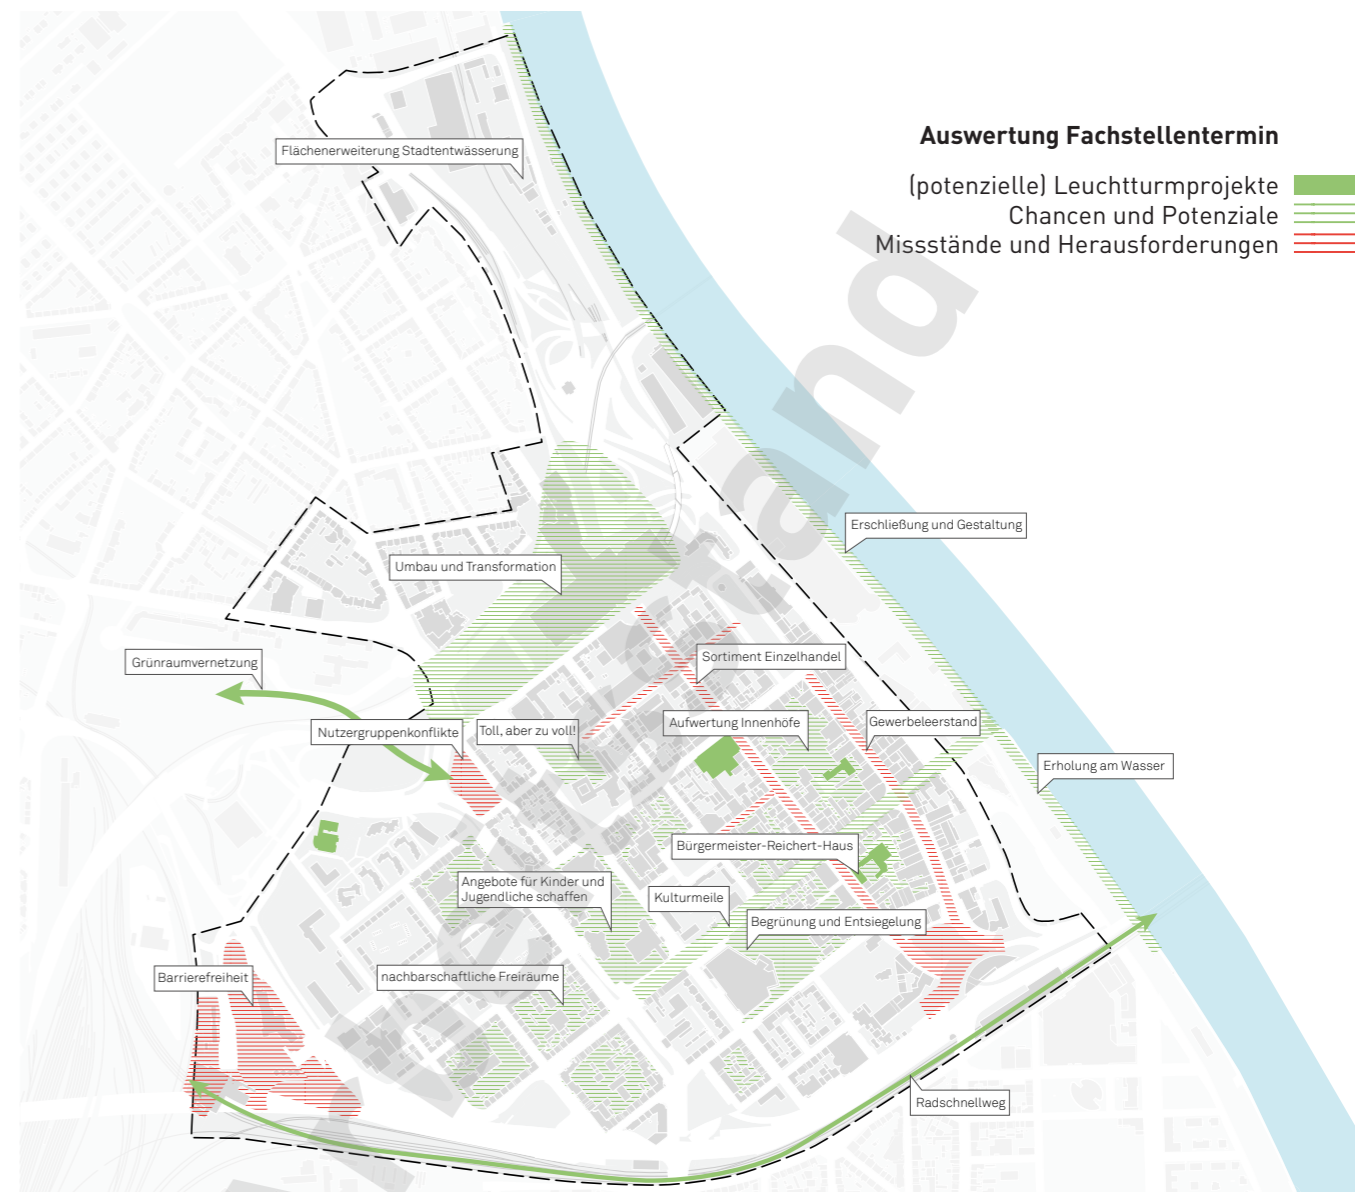 Auswertung Fachstellentermin
(potenzielle) Leuchtturmprojekte
Chancen und Potenziale
Missstände und Herausforderungen
Flächenerweiterung Stadtentwässerung
Erschließung und Gestaltung
Umbau und Transformation
Grünraumvernetzung
Sortiment Einzelhandel
Nutzergruppenkonflikte
Toll, aber zu voll!
Aufwertung Innenhöfe
Gewerbeleerstand
Erholung am Wasser
Bürgermeister-Reichert-Haus
Angebote für Kinder und
Jugendliche schaffen
Kulturmeile
Begrünung und Entsiegelung
Barrierefreiheit
nachbarschaftliche Freiräume
Radschnellweg